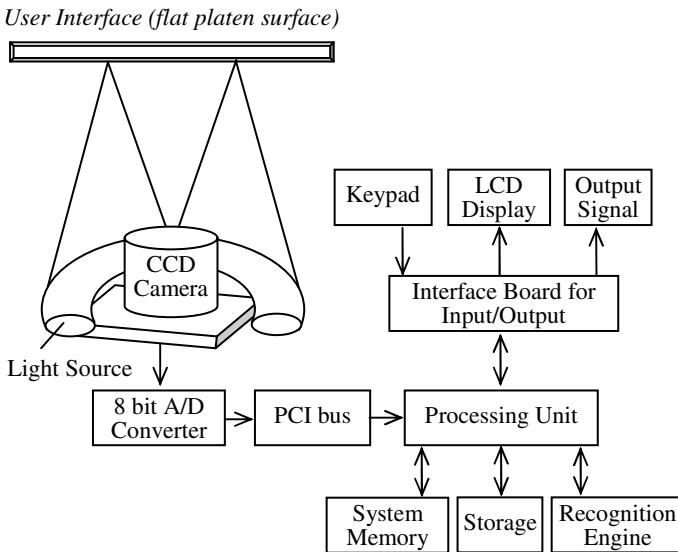 User Interface (flat platen surface)
Keypad
LCD
Display
Output
Signal
CCD
Camera
Interface Board for
Input/Output
Light Source
8 bit A/D
Converter
PCI bus
Processing Unit
System
Memory
Storage
Recognition
Engine